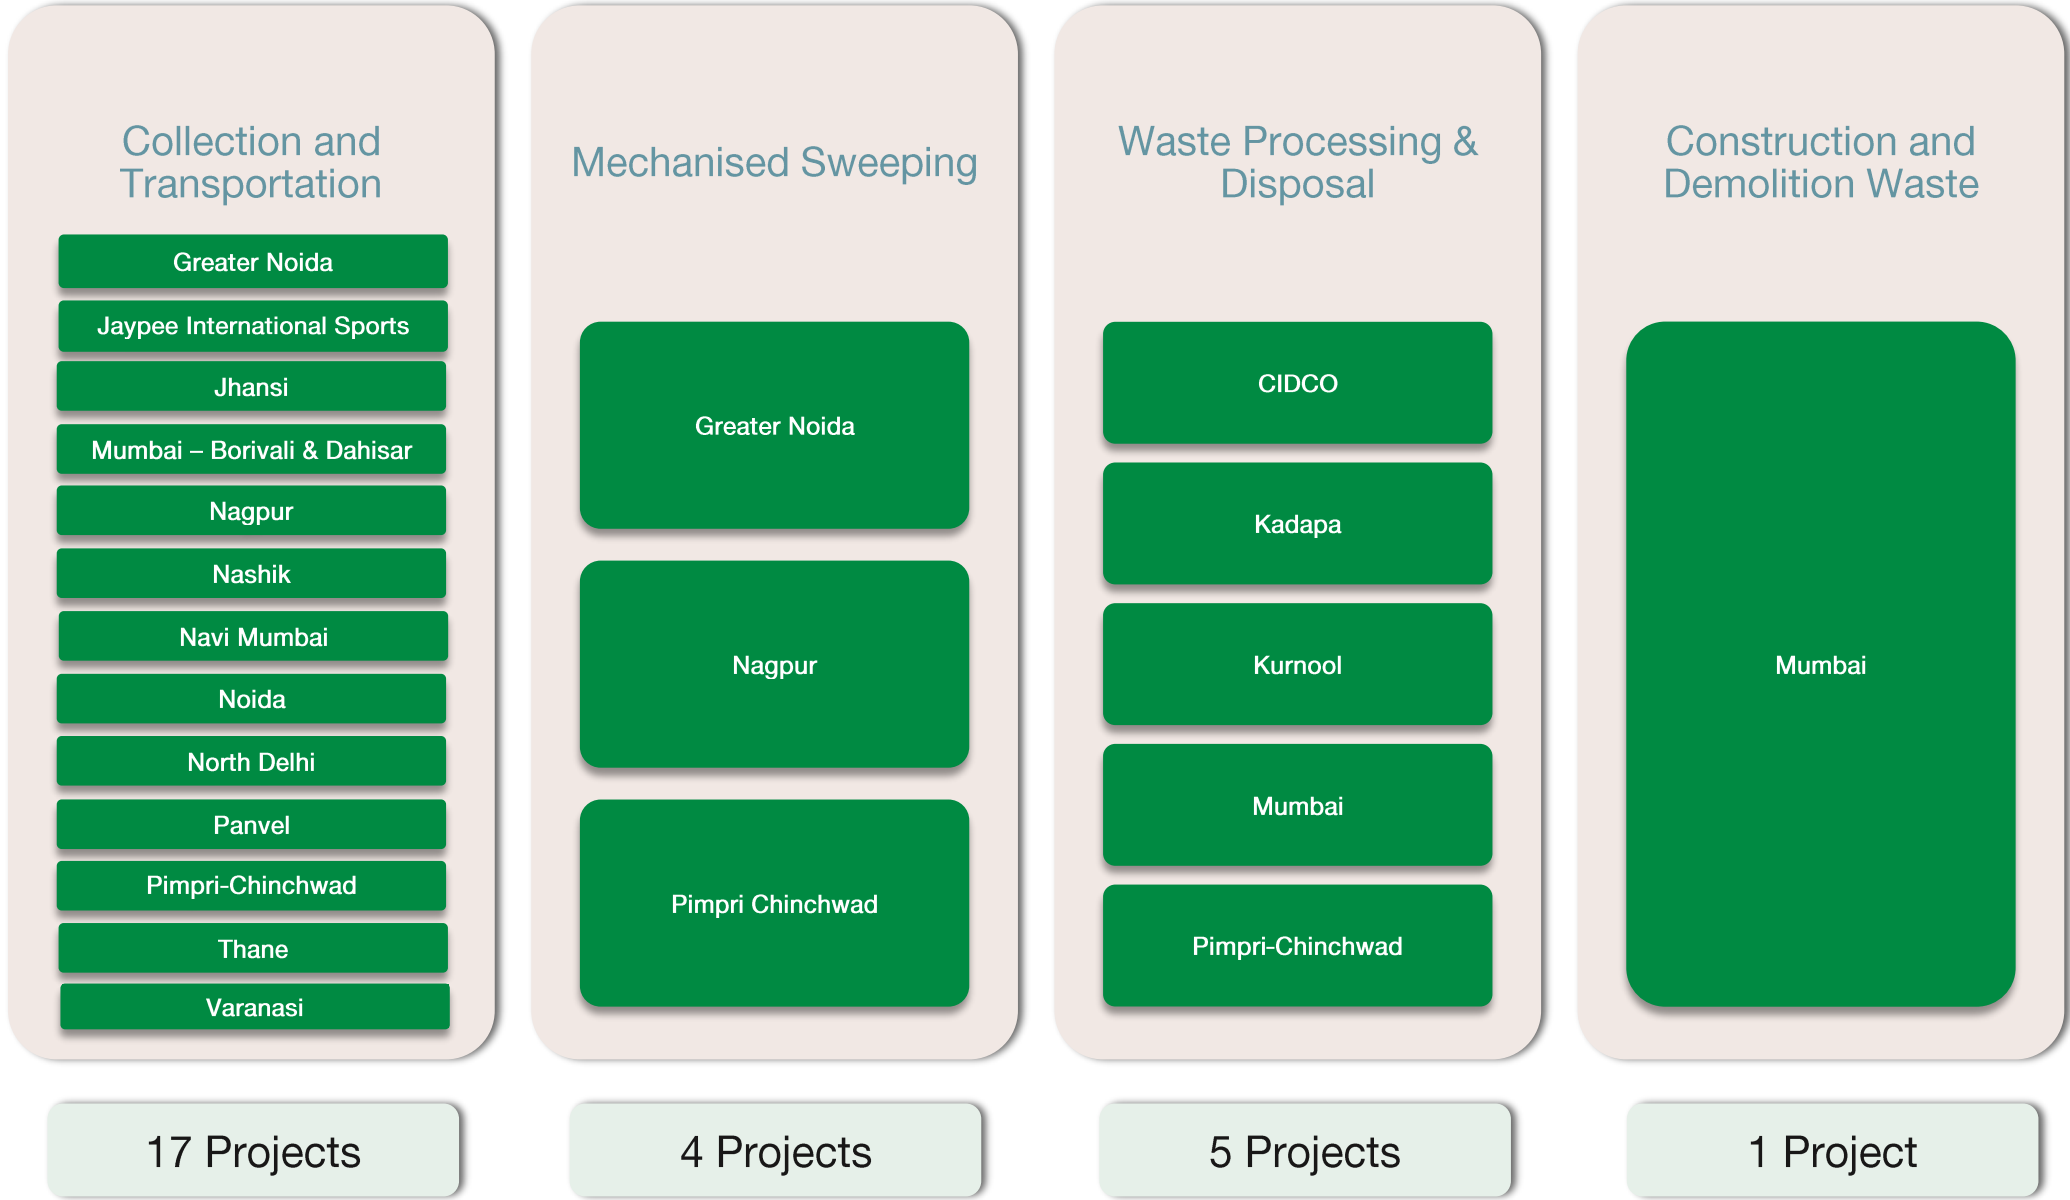 Collection and
Transportation
Greater Noida
Jaypee International Sports
Jhansi
Mumbai – Borivali & Dahisar
Nagpur
Nashik
Navi Mumbai
Noida
North Delhi
Panvel
Pimpri-Chinchwad
Thane
Varanasi
17 Projects
Mechanised Sweeping
Greater Noida
Nagpur
Pimpri Chinchwad
4 Projects
Waste Processing &
Disposal
CIDCO
Kadapa
Kurnool
Mumbai
Pimpri-Chinchwad
5 Projects
Construction and
Demolition Waste
Mumbai
1 Project